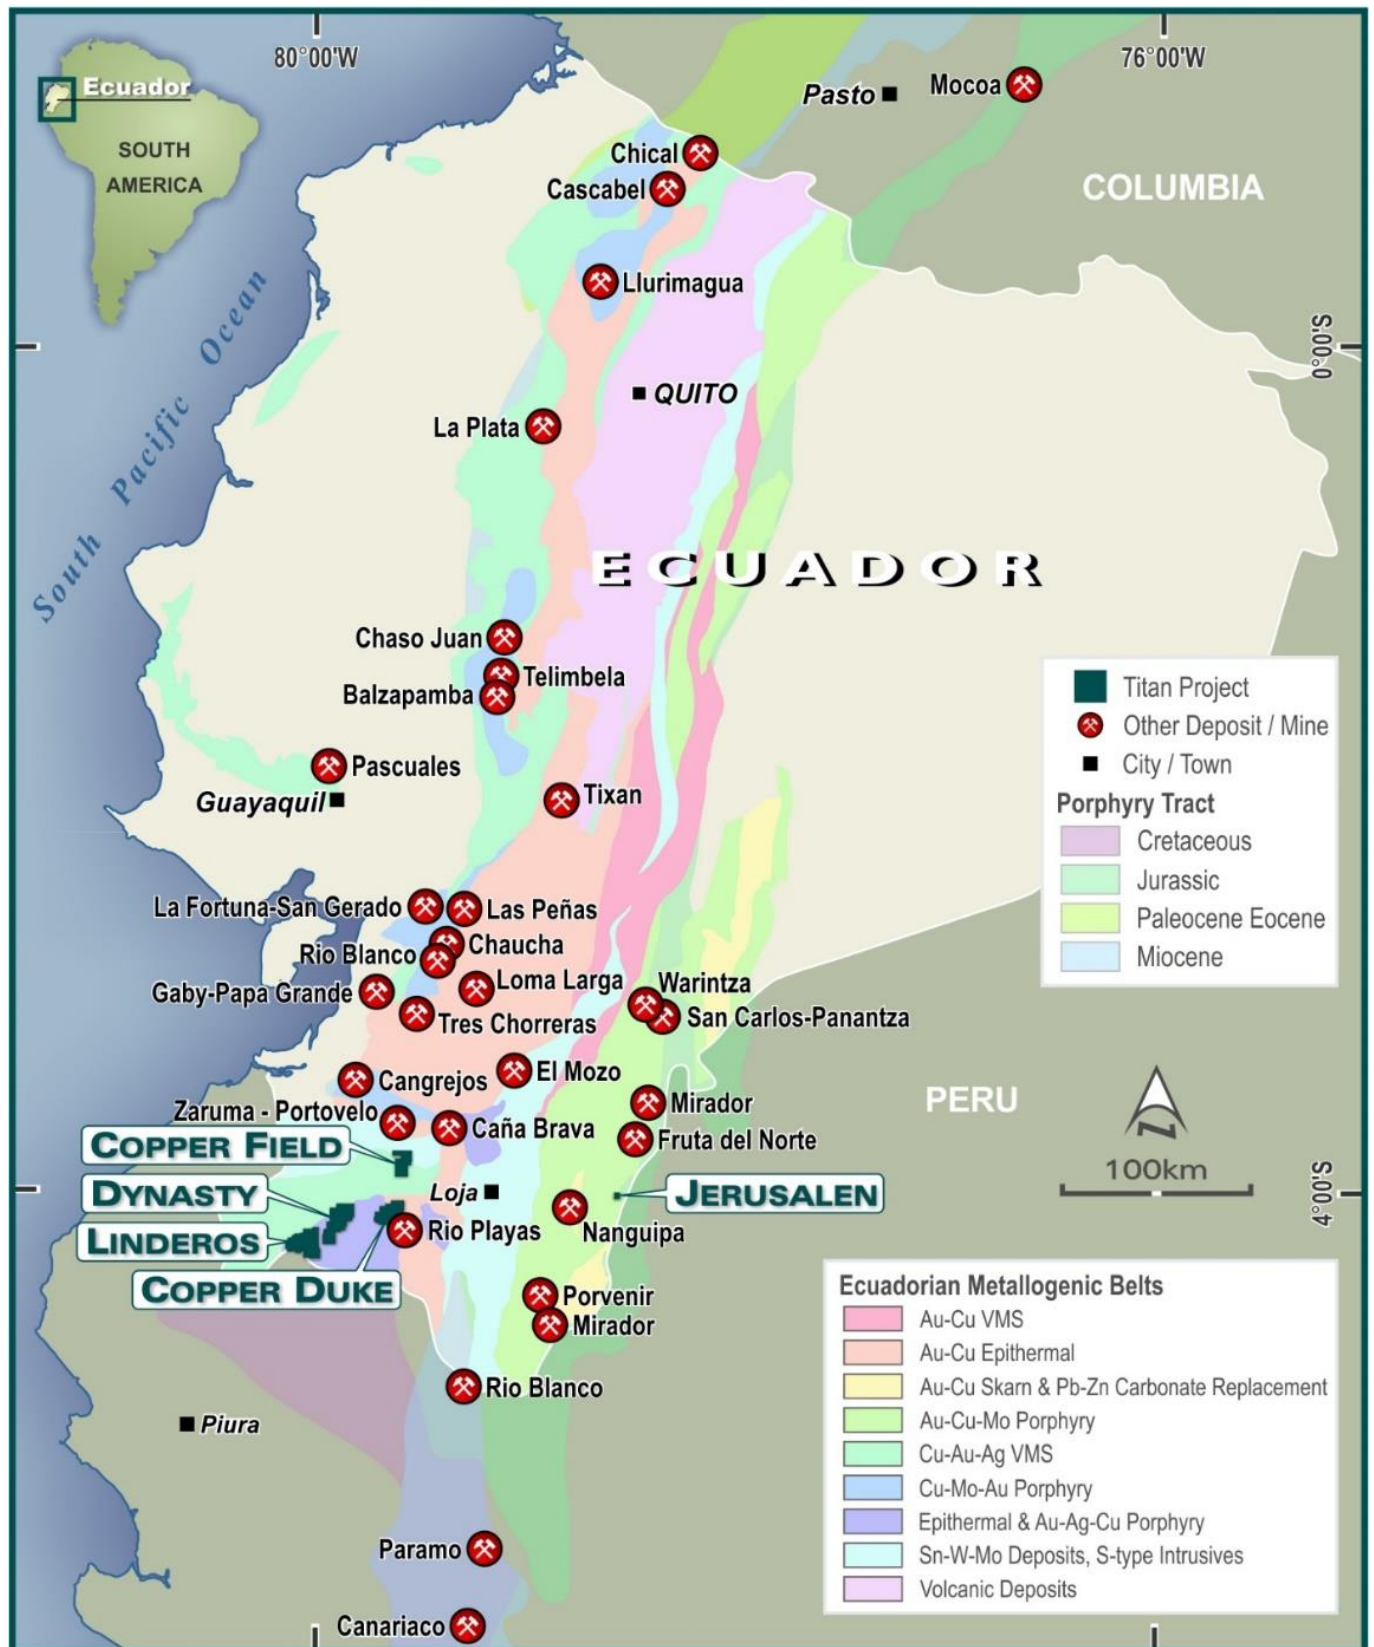 80°00'W
76°00'W
Ecuador
SOUTH
AMERICA
Pasto
Mocoa
Chical
Cascabel
COLUMBIA
Llurimagua
South Pacific Ocean
0°00'S
QUITO
La Plata
ECUADOR
Chaso Juan
Telimbela
Balzapamba
Pascuales
Guayaquil
Tixan
Titan Project
Other Deposit / Mine
City / Town
Porphyry Tract
Cretaceous
Jurassic
Paleocene Eocene
Miocene
La Fortuna-San Gerado
Las Peñas
Chaucha
Rio Blanco
Loma Larga
Gaby-Papa Grande
Tres Chorreras
Warintza
San Carlos-Panantza
Cangrejos
El Mozo
Zaruma - Portovelo
Caña Brava
Mirador
Fruta del Norte
PERU
N
100km
COPPER FIELD
DYNASTY
LINDEROS
COPPER DUKE
Loja
JERUSALEN
4°00'S
Rio Playas
Nanguipa
Porvenir
Mirador
Rio Blanco
Piura
Paramo
Canariaco
Ecuadorian Metallogenic Belts
Au-Cu VMS
Au-Cu Epithermal
Au-Cu Skarn & Pb-Zn Carbonate Replacement
Au-Cu-Mo Porphyry
Cu-Au-Ag VMS
Cu-Mo-Au Porphyry
Epithermal & Au-Ag-Cu Porphyry
Sn-W-Mo Deposits, S-type Intrusives
Volcanic Deposits